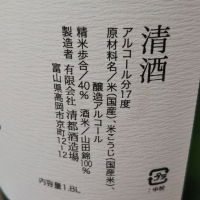 清酒
アルコール分17度
原材料名/米(国産)、米こうじ(国産米)、
醸造アルコール
精米歩合/40% 酒米/山田錦100%
製造者 有限会社 清都酒造場
富山県高岡市京町12-12
内容量1.8L